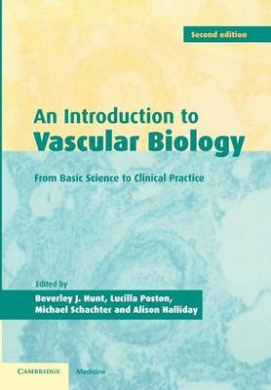 Second edition
An Introduction to
Vascular Biology
From Basic Science to Clinical Practice
Edited by
Beverley J. Hunt, Lucilla Poston,
Michael Schachter and Alison Halliday
CAMBRIDGE
Medicine